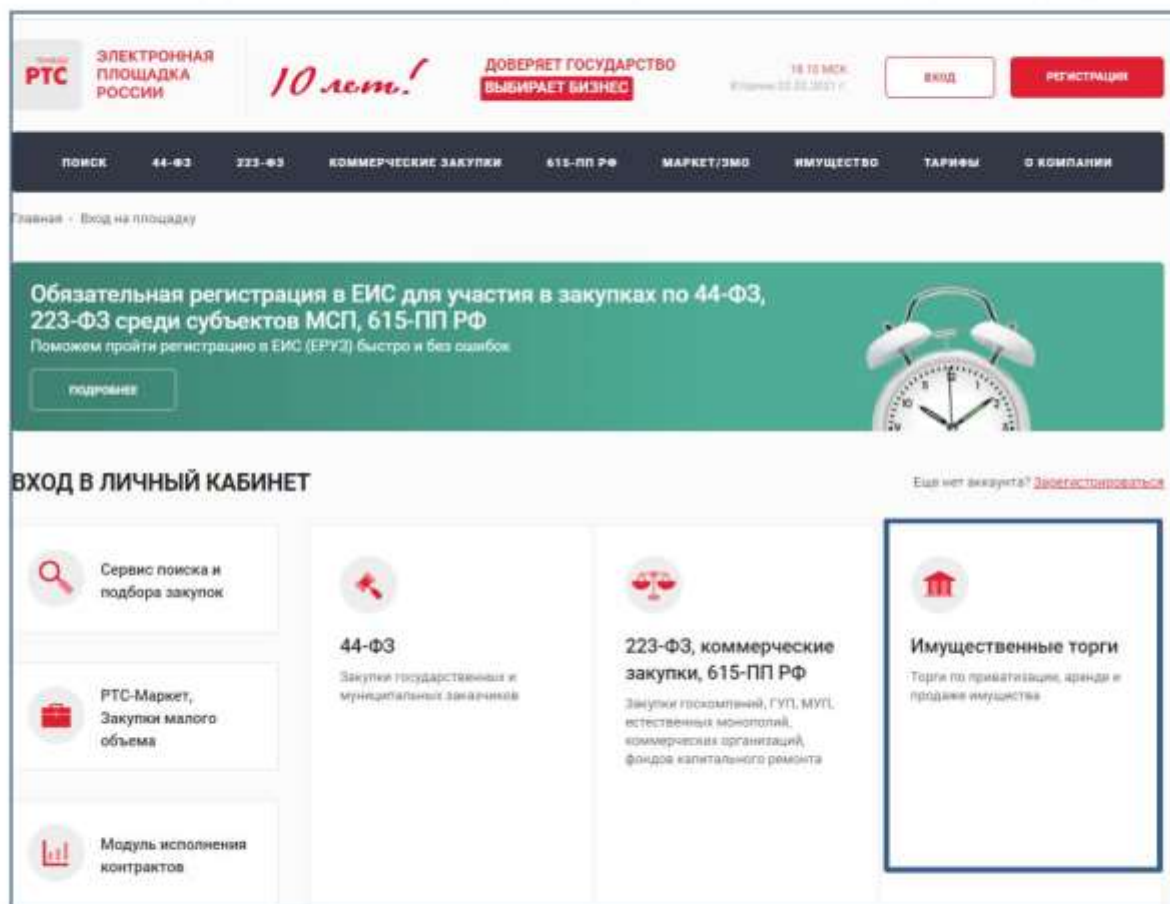 РТС
ЭЛЕКТРОННАЯ
ПЛОЩАДКА
РОССИИ
10 лет!
ДОВЕРЯЕТ ГОСУДАРСТВО
ВЫБИРАЕТ БИЗНЕС
ВХОД
РЕГИСТРАЦИЯ
ПОИСК 44-ФЗ 223-ФЗ КОММЕРЧЕСКИЕ ЗАКУПКИ 615-ПП РФ МАРКЕТ/ЭМО ИМУЩЕСТВО ТАРИФЫ О КОМПАНИИ
Главная - Вход на площадку
Обязательная регистрация в ЕИС для участия в закупках по 44-ФЗ,
223-ФЗ среди субъектов МСП, 615-ПП РФ
Поможем пройти регистрацию в ЕИС (ЕРУЗ) быстро и без ошибок
ПОДРОБНЕЕ
ВХОД В ЛИЧНЫЙ КАБИНЕТ
Еще нет аккаунта? Зарегистрироваться
Сервис поиска и
подбора закупок
РТС-Маркет,
Закупки малого
объема
Модуль исполнения
контрактов
44-ФЗ
Закупки государственных и
муниципальных заказчиков
223-ФЗ, коммерческие
закупки, 615-ПП РФ
Закупки госкомпаний, ГУП, МУП,
естественных монополий,
коммерческих организаций,
фондов капитального ремонта
Имущественные торги
Торги по приватизации, аренде и
продаже имущества